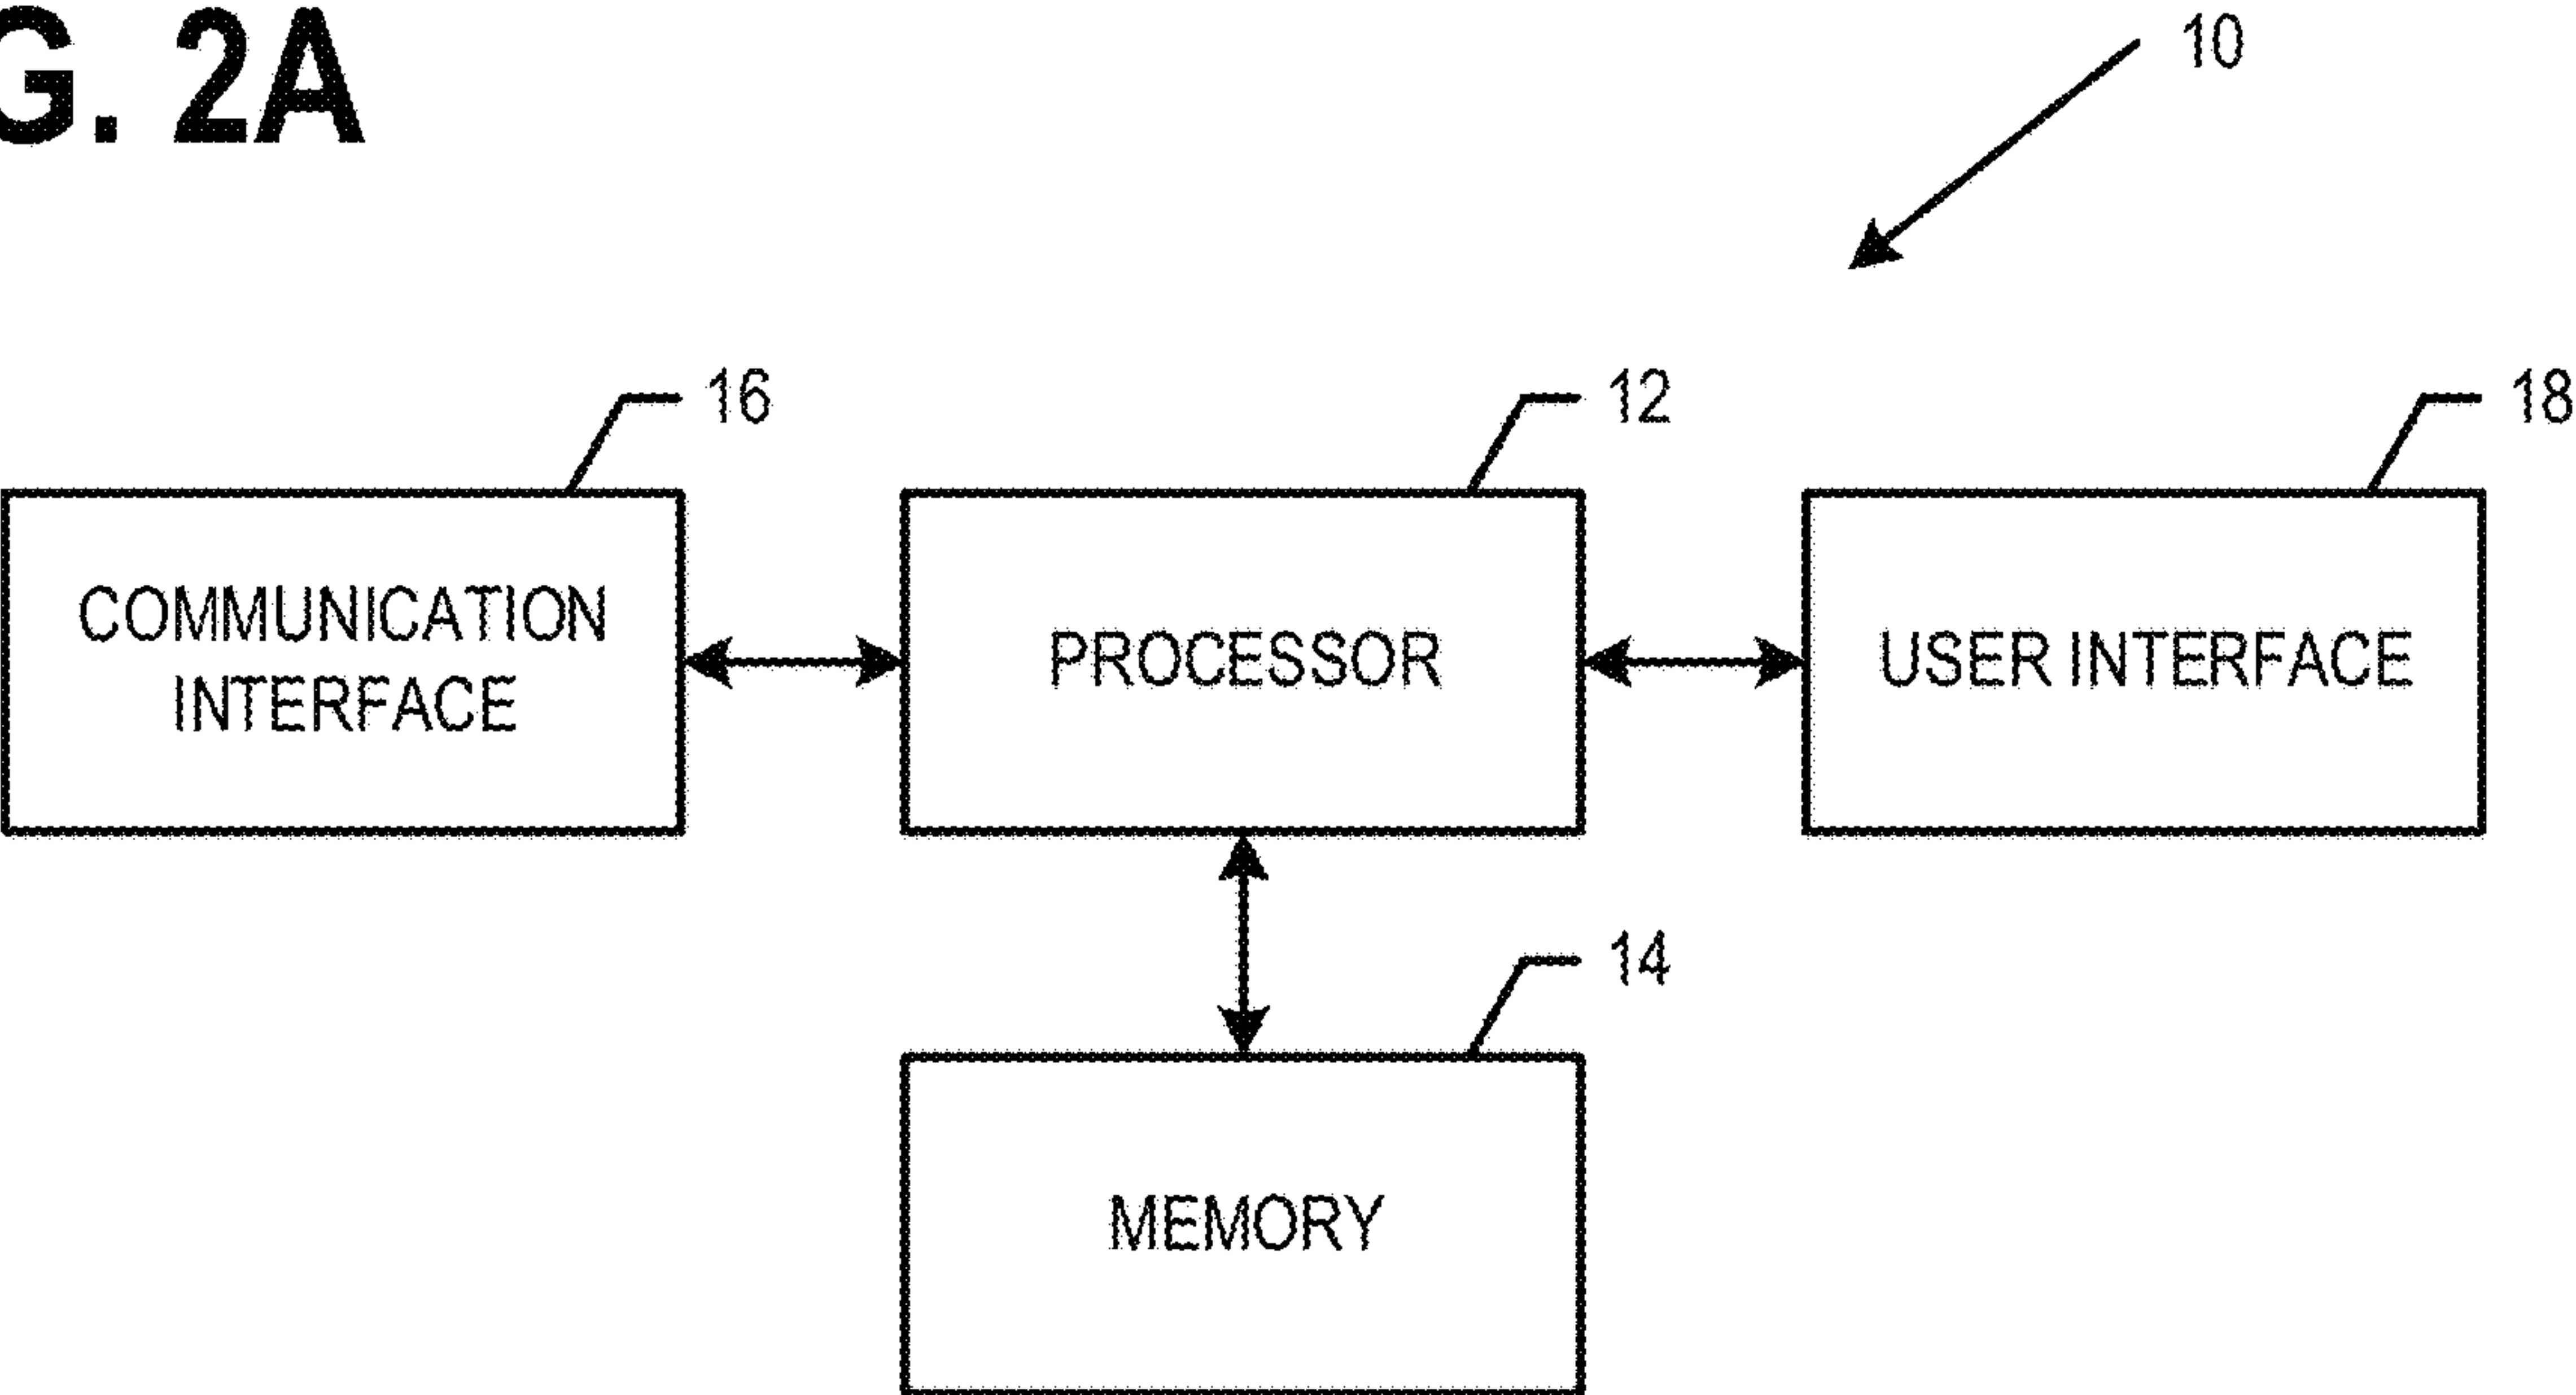 G. 2A
10
16
12
18
COMMUNICATION
INTERFACE
PROCESSOR
USER INTERFACE
14
MEMORY